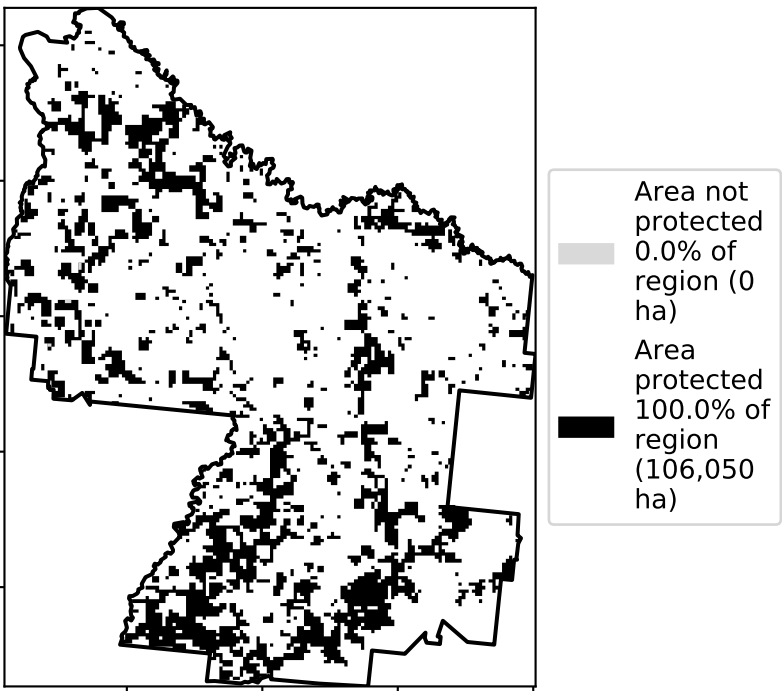 Area not
protected
0.0% of
region (0
ha)
Area
protected
100.0% of
region
(106,050
ha)